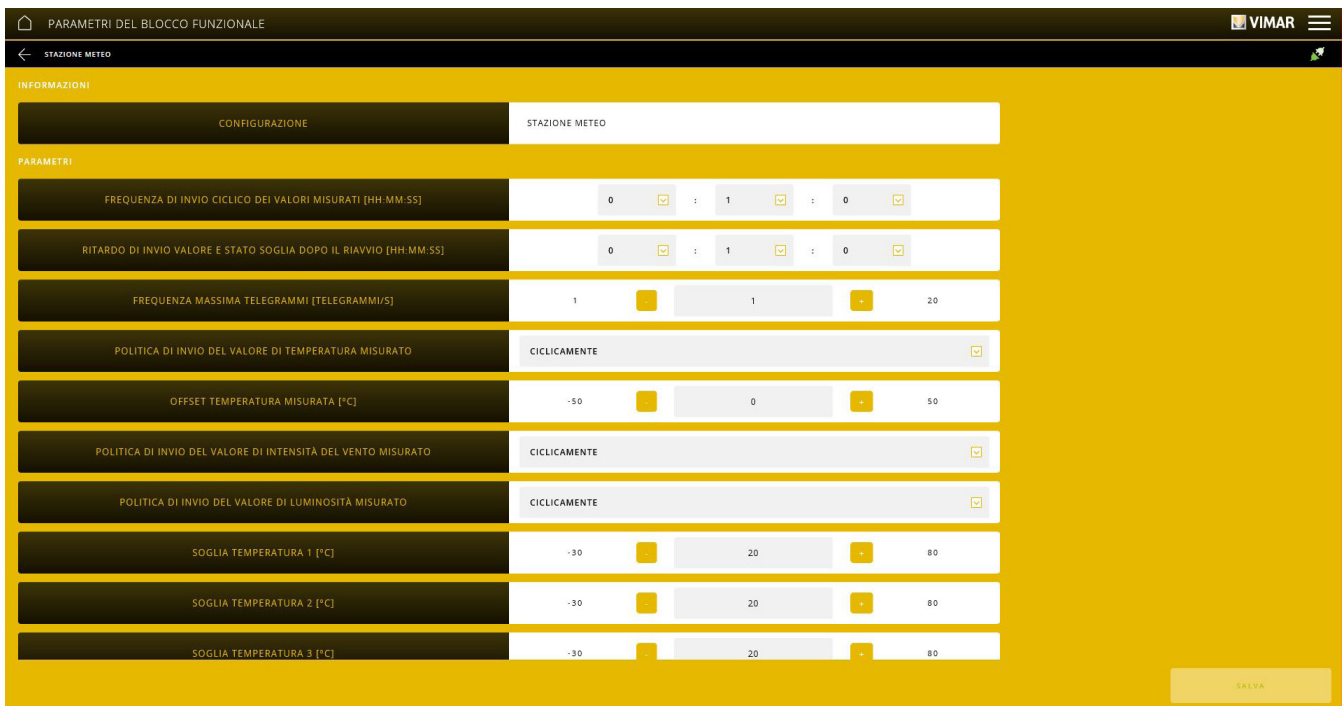 PARAMETRI DEL BLOCCO FUNZIONALE
VIMAR
STAZIONE METEO
INFORMAZIONI
CONFIGURAZIONE STAZIONE METEO
PARAMETRI
FREQUENZA DI INVIO CICLICO DEI VALORI MISURATI [HH:MM:SS] 0 : 1 : 0
RITARDO DI INVIO VALORE E STATO SOGLIA DOPO IL RIAVVIO [HH:MM:SS] 0 : 1 : 0
FREQUENZA MASSIMA TELEGRAMMI [TELEGRAMMI/S] 1 - 1 + 20
POLITICA DI INVIO DEL VALORE DI TEMPERATURA MISURATO CICLICAMENTE
OFFSET TEMPERATURA MISURATA [°C] -50 - 0 + 50
POLITICA DI INVIO DEL VALORE DI INTENSITÀ DEL VENTO MISURATO CICLICAMENTE
POLITICA DI INVIO DEL VALORE DI LUMINOSITÀ MISURATO CICLICAMENTE
SOGLIA TEMPERATURA 1 [°C] -30 - 20 + 80
SOGLIA TEMPERATURA 2 [°C] -30 - 20 + 80
SOGLIA TEMPERATURA 3 [°C] -30 - 20 + 80
SALVA